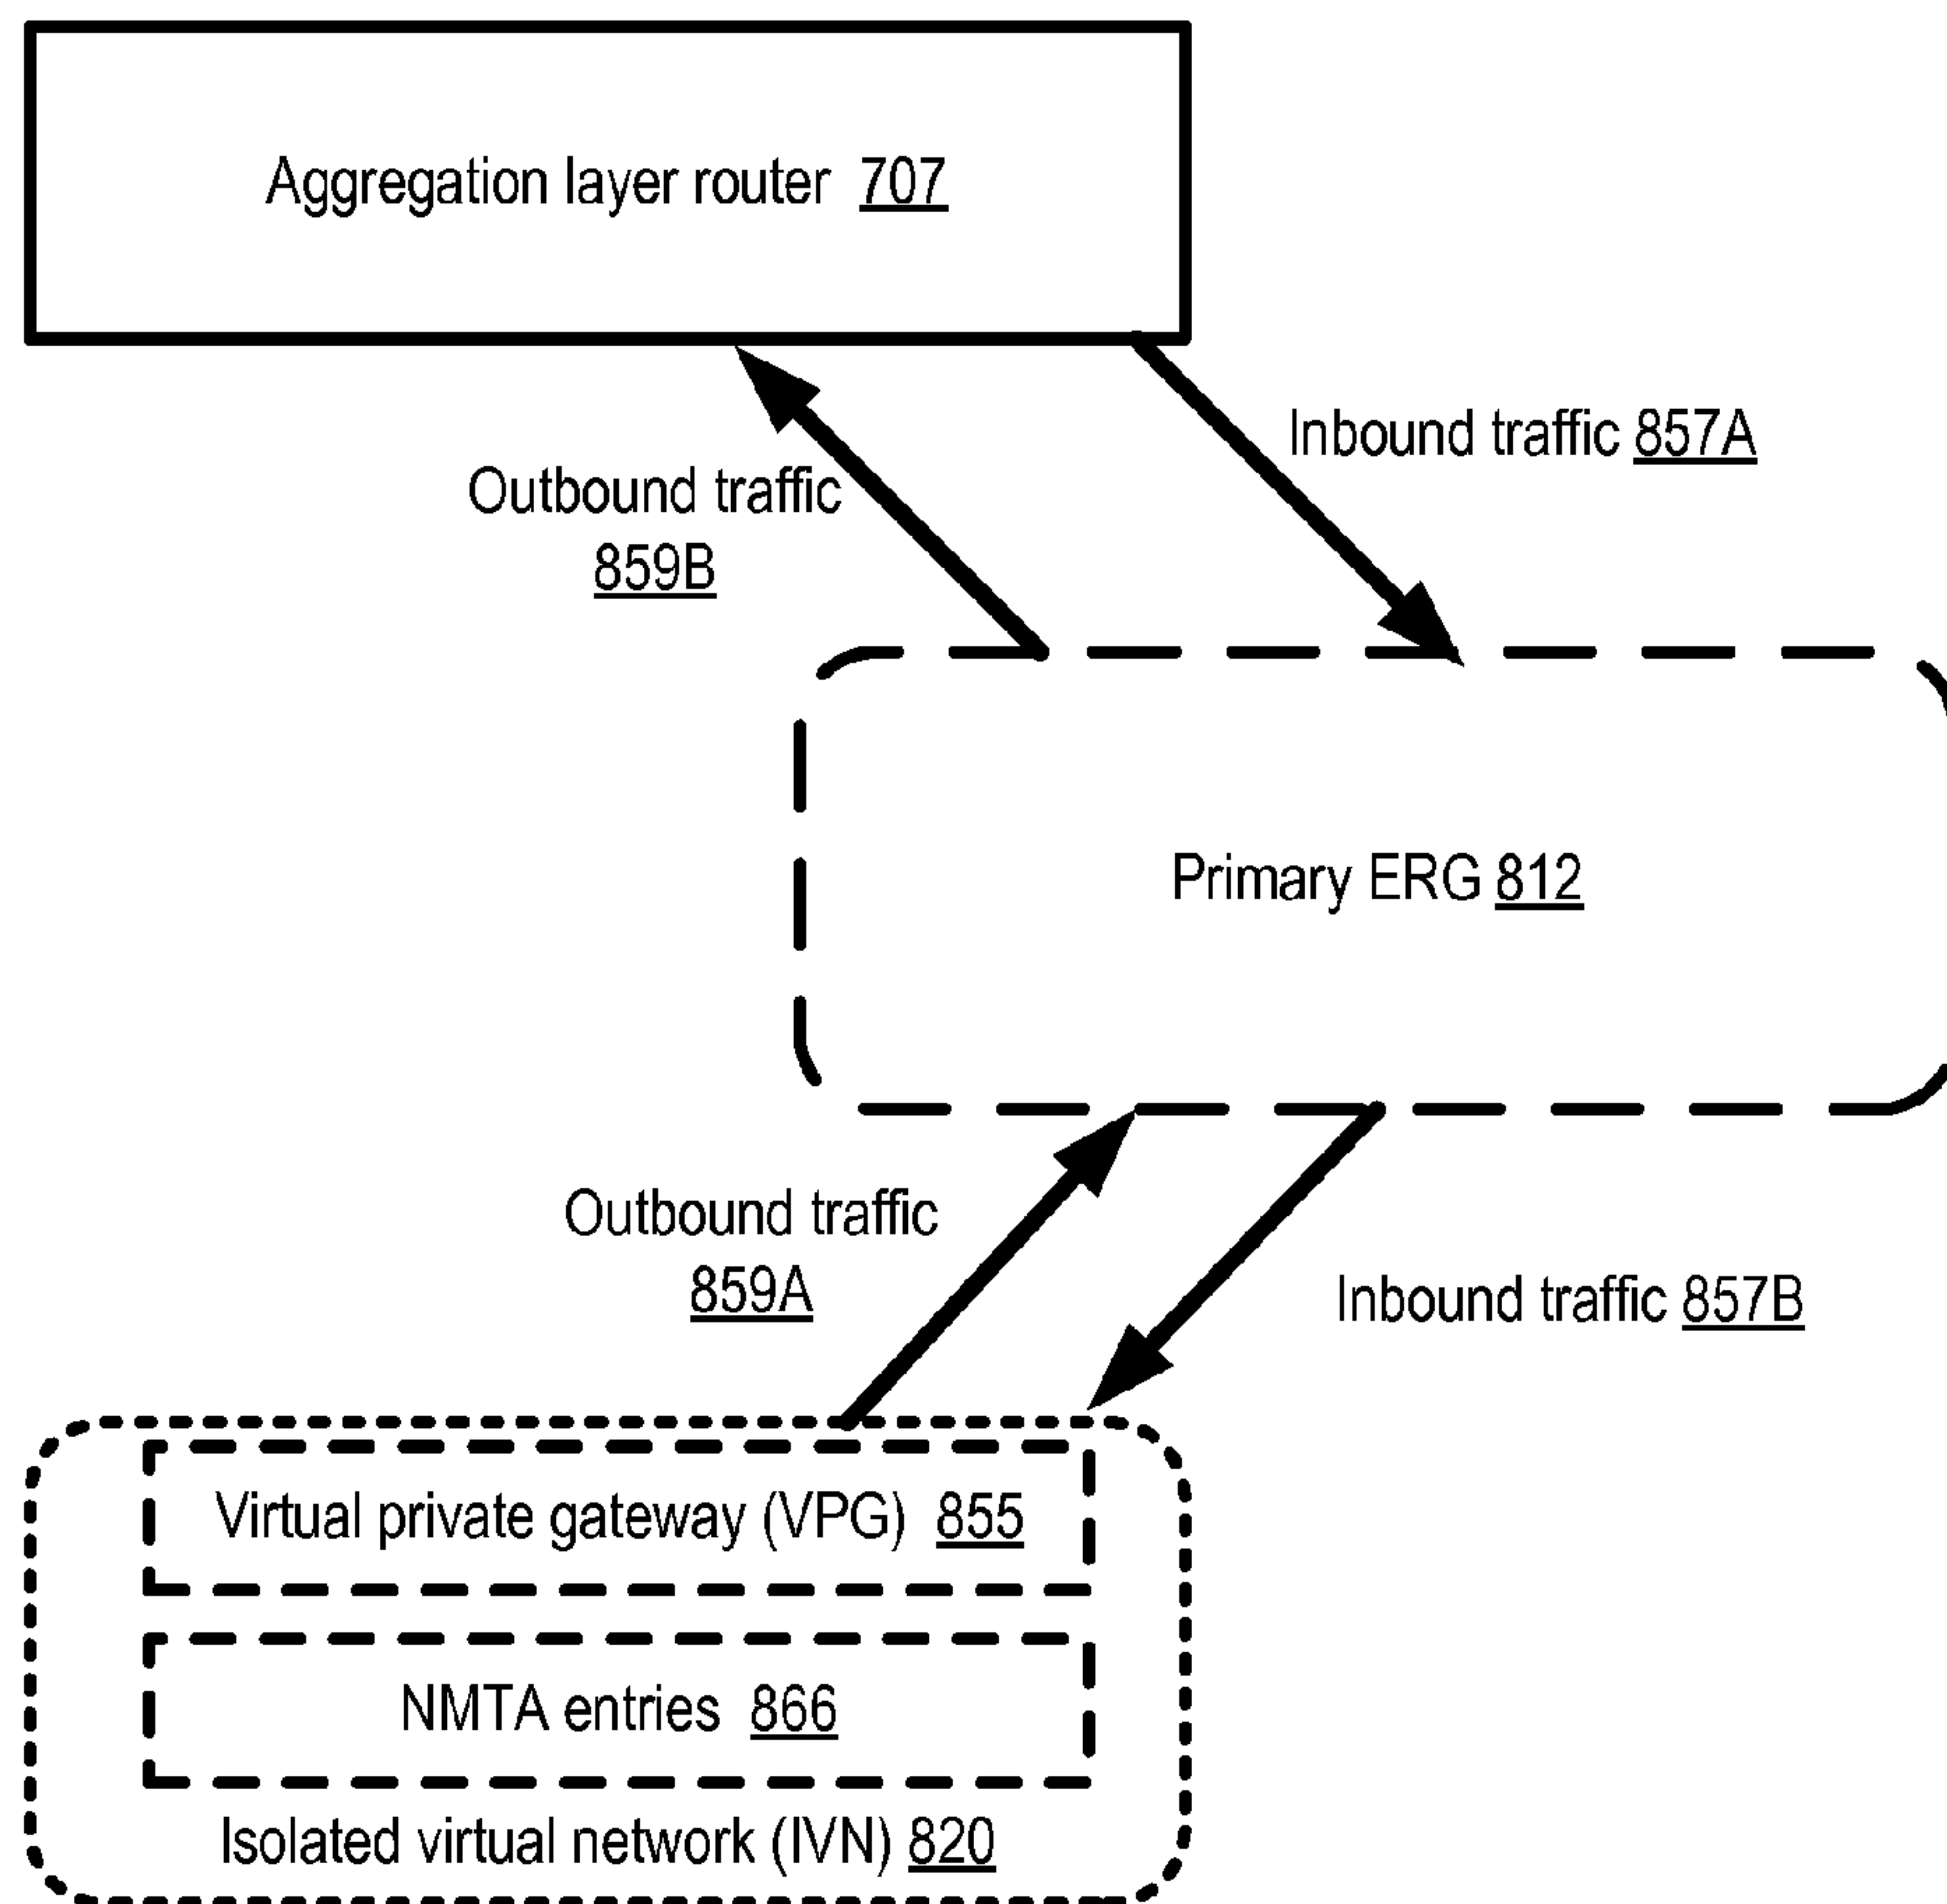 Aggregation layer router 707
Inbound traffic 857A
Outbound traffic
859B
Primary ERG 812
Outbound traffic
859A
Inbound traffic 857B
Virtual private gateway (VPG) 855
NMTA entries 866
Isolated virtual network (IVN) 820